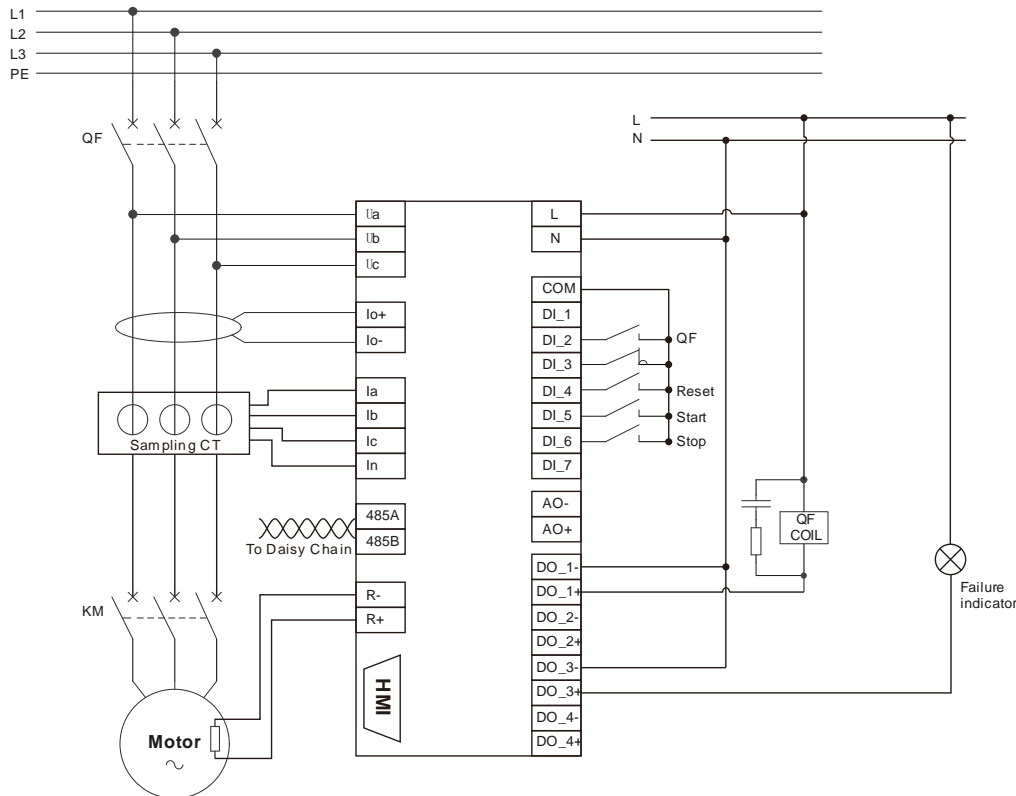 L1
L2
L3
PE
QF
L
N
Ua
Ub
Uc
Io+
Io-
Ia
Ib
Ic
In
Sampling CT
485A
485B
To Daisy Chain
R-
R+
KM
HMI
Motor
L
N
COM
DI_1
DI_2
DI_3
DI_4
DI_5
DI_6
DI_7
QF
Reset
Start
Stop
AO-
AO+
DO_1-
DO_1+
DO_2-
DO_2+
DO_3-
DO_3+
DO_4-
DO_4+
QF
COIL
Failure
indicator